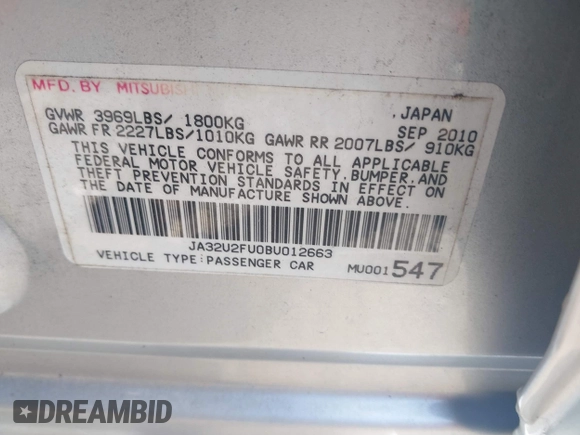 MFD. BY MITSUBISHI
, JAPAN
GVWR 3969LBS/ 1800KG SEP 2010
GAWR FR 2227LBS/1010KG GAWR RR 2007LBS/ 910KG
THIS VEHICLE CONFORMS TO ALL APPLICABLE
FEDERAL MOTOR VEHICLE SAFETY,BUMPER,AND
THEFT PREVENTION STANDARDS IN EFFECT ON
THE DATE OF MANUFACTURE SHOWN ABOVE.
JA32U2FU0BU012663
VEHICLE TYPE:PASSENGER CAR MU001547
DREAMBID